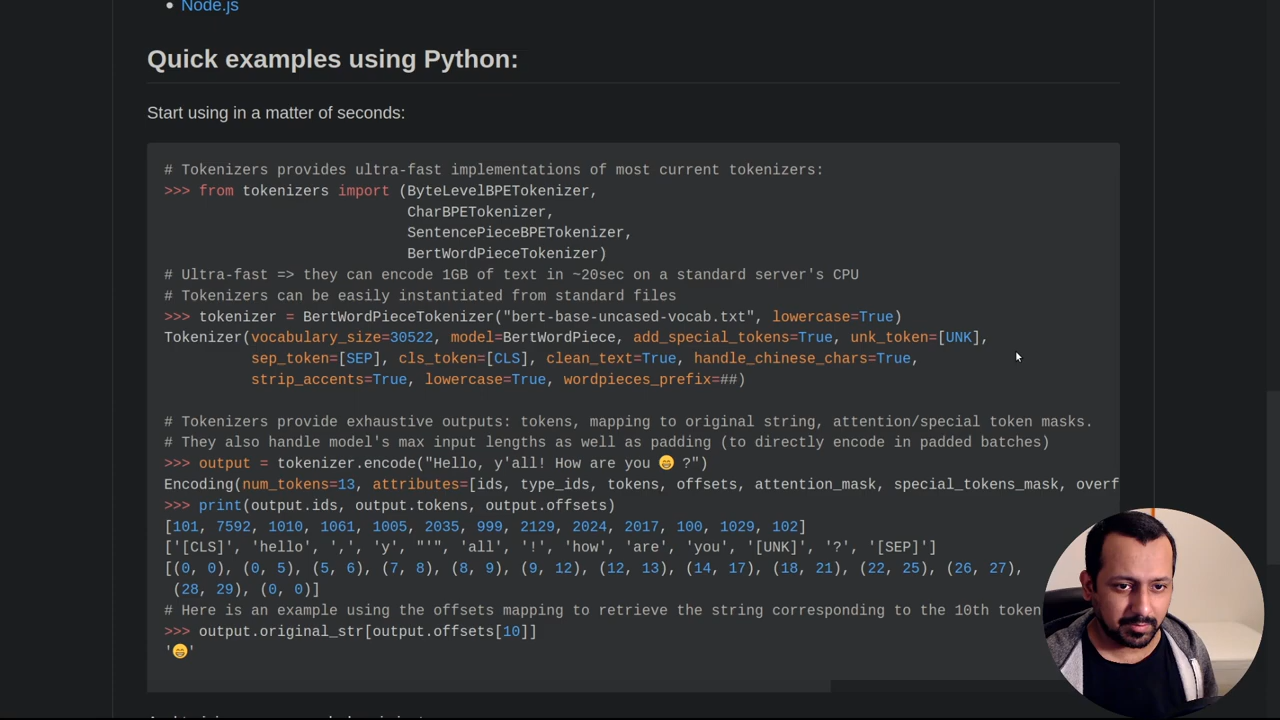 Node.js
Quick examples using Python:
Start using in a matter of seconds:
# Tokenizers provides ultra-fast implementations of most current tokenizers:
>>> from tokenizers import (ByteLevelBPETokenizer,
CharBPETokenizer,
SentencePieceBPETokenizer,
BertWordPieceTokenizer)
# Ultra-fast => they can encode 1GB of text in ~20sec on a standard server's CPU
# Tokenizers can be easily instantiated from standard files
>>> tokenizer = BertWordPieceTokenizer("bert-base-uncased-vocab.txt", lowercase=True)
Tokenizer(vocabulary_size=30522, model=BertWordPiece, add_special_tokens=True, unk_token=[UNK],
sep_token=[SEP], cls_token=[CLS], clean_text=True, handle_chinese_chars=True,
strip_accents=True, lowercase=True, wordpieces_prefix=##)
# Tokenizers provide exhaustive outputs: tokens, mapping to original string, attention/special token masks.
# They also handle model's max input lengths as well as padding (to directly encode in padded batches)
>>> output = tokenizer.encode("Hello, y'all! How are you 😁 ?")
Encoding(num_tokens=13, attributes=[ids, type_ids, tokens, offsets, attention_mask, special_tokens_mask, overf
>>> print(output.ids, output.tokens, output.offsets)
[101, 7592, 1010, 1061, 1005, 2035, 999, 2129, 2024, 2017, 100, 1029, 102]
['[CLS]', 'hello', ',', 'y', "'", 'all', '!', 'how', 'are', 'you', '[UNK]', '?', '[SEP]']
[(0, 0), (0, 5), (5, 6), (7, 8), (8, 9), (9, 12), (12, 13), (14, 17), (18, 21), (22, 25), (26, 27),
(28, 29), (0, 0)]
# Here is an example using the offsets mapping to retrieve the string corresponding to the 10th token
>>> output.original_str[output.offsets[10]]
'😁'